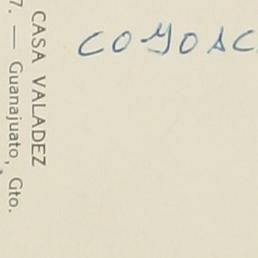 CASA VALADEZ
7. — Guanajuato, Gto.
COYOAC